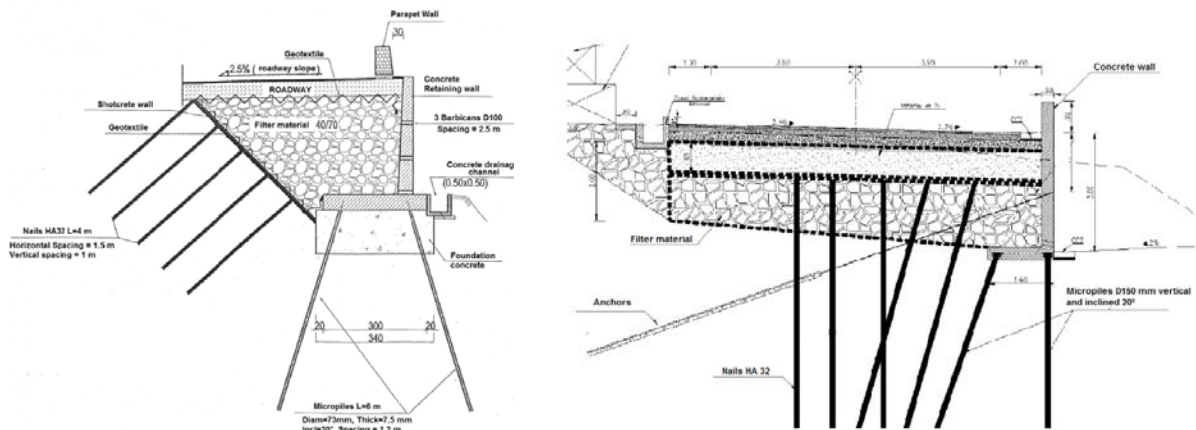 Parapet Wall
30
Geotextile
2.5% ( roadway slope)
ROADWAY
Concrete
Retaining wall
Shotcrete wall
Geotextile
Filter material 40/70
3 Barbicans D100
Spacing = 2.5 m
Concrete drainag
channel
(0.50x0.50)
Nails HA32 L=4 m
Horizontal Spacing = 1.5 m
Vertical spacing = 1 m
Foundation
concrete
20 300 20
340
Micropiles L=6 m
Diam=73mm, Thick=7.5 mm
Spacing = 1.2 m
Concrete wall
1.00 3.50 3.50 1.00
Filter material
Anchors
1.40
Micropiles D150 mm vertical
and inclined 20°
Nails HA 32